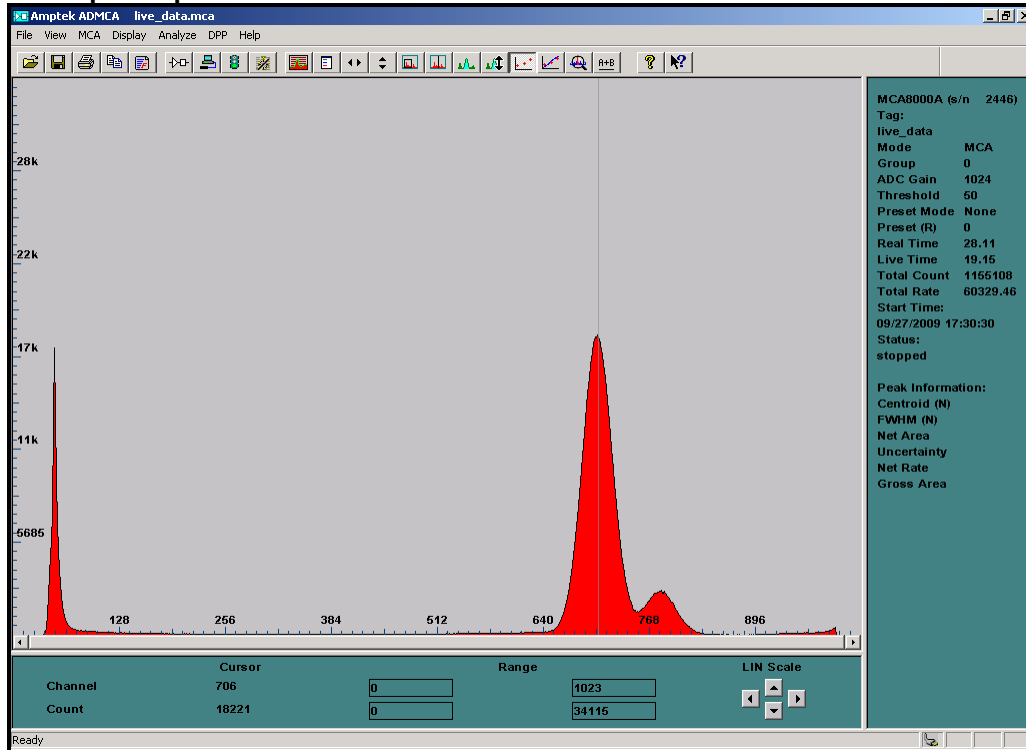 Amptek ADMCA live_data.mca
File View MCA Display Analyze DPP Help
A+B
28k
22k
17k
11k
5685
128 256 384 512 640 768 896
MCA8000A (s/n 2446)
Tag:
live_data
Mode MCA
Group 0
ADC Gain 1024
Threshold 50
Preset Mode None
Preset (R) 0
Real Time 28.11
Live Time 19.15
Total Count 1155108
Total Rate 60329.46
Start Time:
09/27/2009 17:30:30
Status:
stopped
Peak Information:
Centroid (N)
FWHM (N)
Net Area
Uncertainty
Net Rate
Gross Area
Cursor Range LIN Scale
Channel 706 0 1023
Count 18221 0 34115
Ready